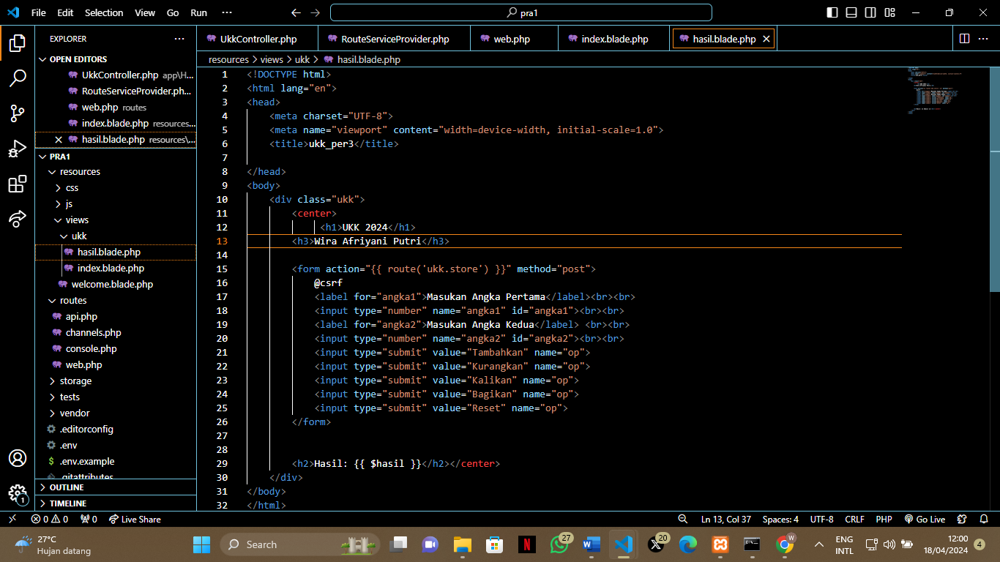 File Edit Selection View Go Run ··· pra1
EXPLORER ···
OPEN EDITORS
UkkController.php app\H...
RouteServiceProvider.ph...
web.php routes
index.blade.php resources...
hasil.blade.php resources\...
PRA1
resources
css
js
views
ukk
hasil.blade.php
index.blade.php
welcome.blade.php
routes
api.php
channels.php
console.php
web.php
storage
tests
vendor
.editorconfig
.env
$ .env.example
.gitattributes
OUTLINE
TIMELINE
UkkController.php RouteServiceProvider.php web.php index.blade.php hasil.blade.php
resources > views > ukk > hasil.blade.php
1 <!DOCTYPE html>
2 <html lang="en">
3 <head>
4 <meta charset="UTF-8">
5 <meta name="viewport" content="width=device-width, initial-scale=1.0">
6 <title>ukk_per3</title>
7
8 </head>
9 <body>
10 <div class="ukk">
11 <center>
12 <h1>UKK 2024</h1>
13 <h3>Wira Afriyani Putri</h3>
14
15 <form action="{{ route('ukk.store') }}" method="post">
16 @csrf
17 <label for="angka1">Masukan Angka Pertama</label><br><br>
18 <input type="number" name="angka1" id="angka1"><br><br>
19 <label for="angka2">Masukan Angka Kedua</label> <br><br>
20 <input type="number" name="angka2" id="angka2"><br><br>
21 <input type="submit" value="Tambahkan" name="op">
22 <input type="submit" value="Kurangkan" name="op">
23 <input type="submit" value="Kalikan" name="op">
24 <input type="submit" value="Bagikan" name="op">
25 <input type="submit" value="Reset" name="op">
26 </form>
27
28
29 <h2>Hasil: {{ $hasil }}</h2></center>
30 </div>
31 </body>
32 </html>
1
0 0 0 Live Share Ln 13, Col 37 Spaces: 4 UTF-8 CRLF PHP Go Live
27°C
Hujan datang
Search
27
20
W
ENG
INTL
12:00
18/04/2024
4